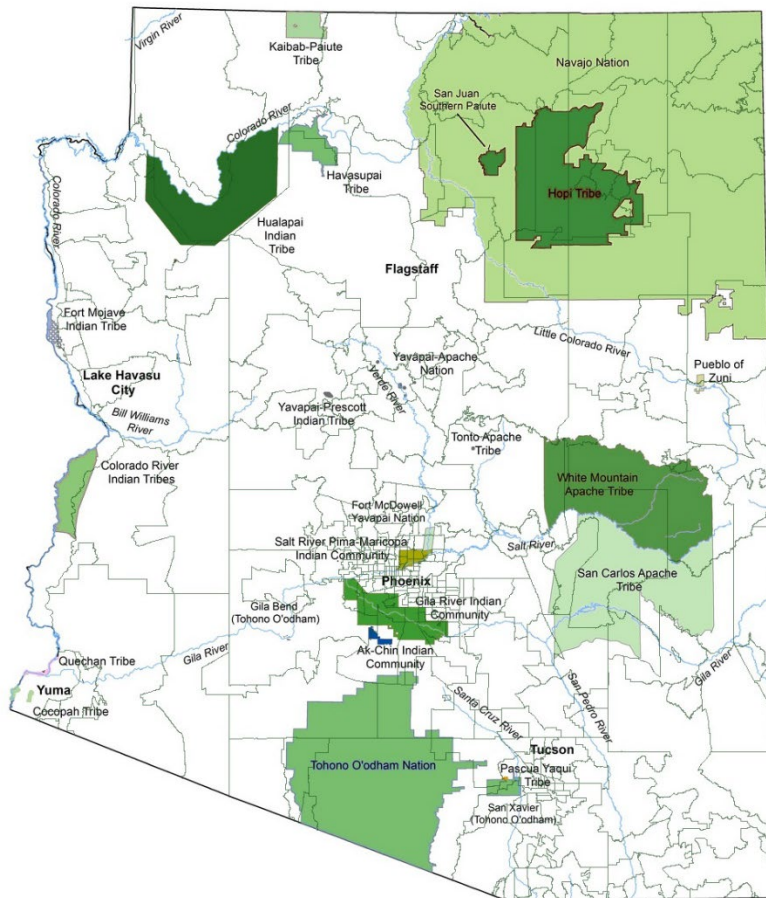 Virgin River
Kaibab-Paiute
Tribe
Navajo Nation
San Juan
Southern Paiute
Colorado River
Havasupai
Tribe
Hopi Tribe
Colorado River
Hualapai
Indian
Tribe
Flagstaff
Fort Mojave
Indian Tribe
Little Colorado River
Lake Havasu
City
Verde River
Yavapai-Apache
Nation
Pueblo of
Zuni
Bill Williams
River
Yavapai-Prescott
Indian Tribe
Tonto Apache
Tribe
Colorado River
Indian Tribes
White Mountain
Apache Tribe
Fort McDowell
Yavapai Nation
Salt River Pima-Maricopa
Indian Community
Salt River
Phoenix
San Carlos Apache
Tribe
Gila Bend
(Tohono O'odham)
Gila River Indian
Community
Ak-Chin Indian
Community
Quechan Tribe
Gila River
Gila River
Yuma
Cocopah Tribe
Santa Cruz River
San Pedro River
Tucson
Tohono O'odham Nation
Pascua Yaqui
Tribe
San Xavier
(Tohono O'odham)